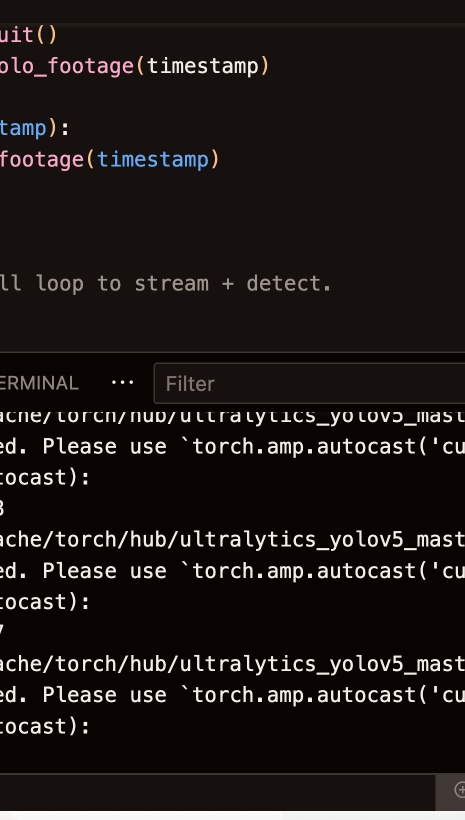 uit()
olo_footage(timestamp)
tamp):
footage(timestamp)
ll loop to stream + detect.
ERMINAL ··· Filter
ache/torch/hub/ultralytics_yolov5_mast
ed. Please use `torch.amp.autocast('cu
tocast):
3
ache/torch/hub/ultralytics_yolov5_mast
ed. Please use `torch.amp.autocast('cu
tocast):
7
ache/torch/hub/ultralytics_yolov5_mast
ed. Please use `torch.amp.autocast('cu
tocast):